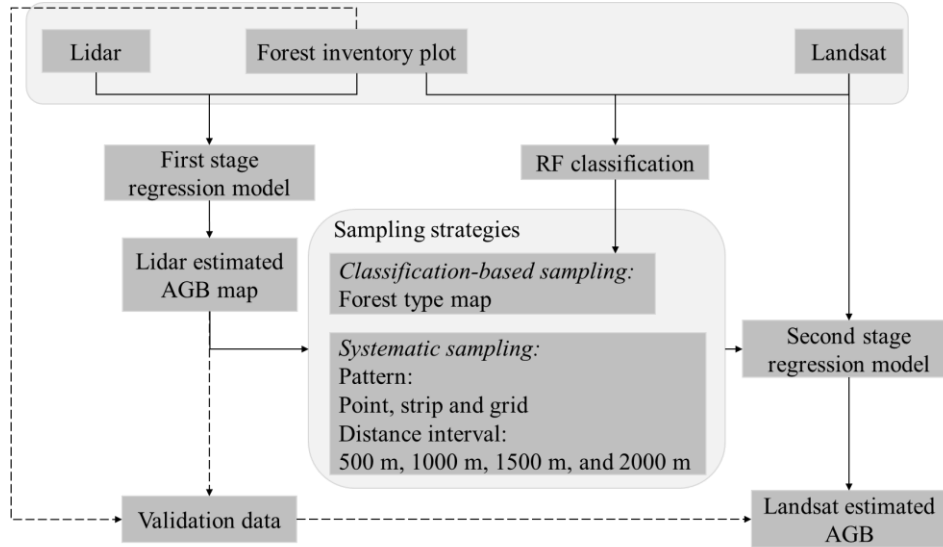 Lidar
Forest inventory plot
Landsat
First stage
regression model
RF classification
Sampling strategies
Lidar estimated
AGB map
Classification-based sampling:
Forest type map
Systematic sampling:
Pattern:
Point, strip and grid
Distance interval:
500 m, 1000 m, 1500 m, and 2000 m
Second stage
regression model
Validation data
Landsat estimated
AGB